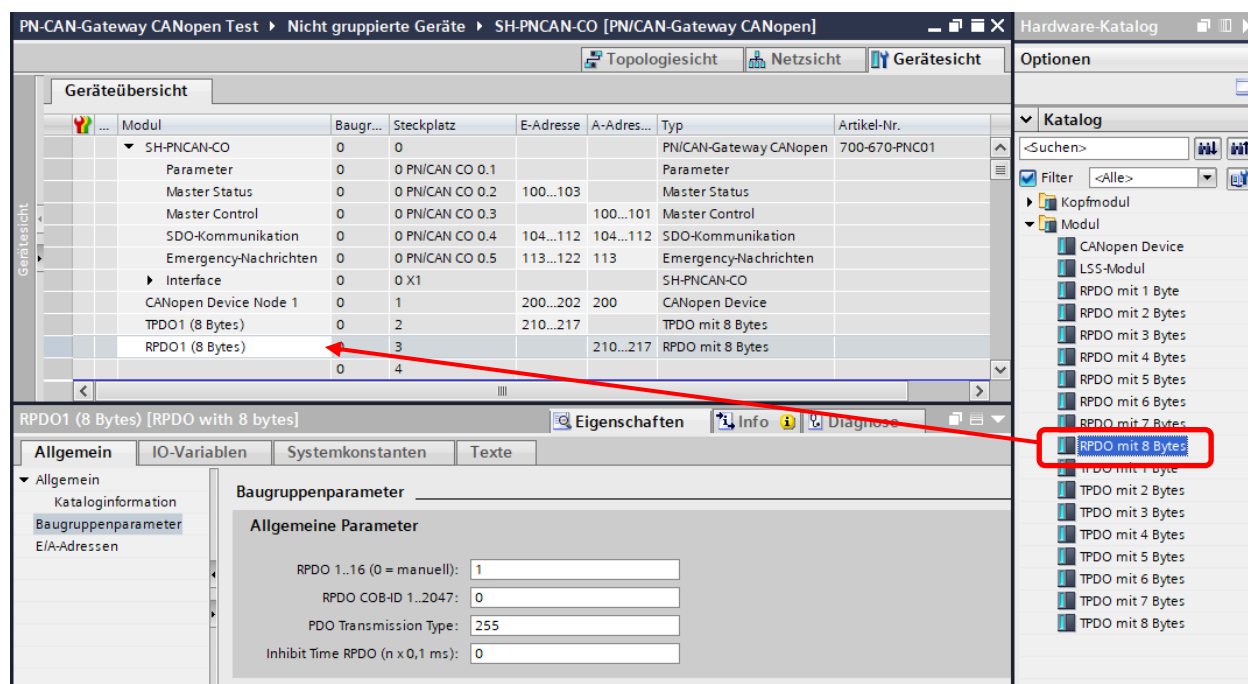 PN-CAN-Gateway CANopen Test ▸ Nicht gruppierte Geräte ▸ SH-PNCAN-CO [PN/CAN-Gateway CANopen]
Topologiesicht Netzsicht Gerätesicht
Geräteübersicht
... Modul Baugr... Steckplatz E-Adresse A-Adres... Typ Artikel-Nr.
SH-PNCAN-CO 0 0 PN/CAN-Gateway CANopen 700-670-PNC01
Parameter 0 0 PN/CAN CO 0.1 Parameter
Master Status 0 0 PN/CAN CO 0.2 100...103 Master Status
Master Control 0 0 PN/CAN CO 0.3 100...101 Master Control
SDO-Kommunikation 0 0 PN/CAN CO 0.4 104...112 104...112 SDO-Kommunikation
Emergency-Nachrichten 0 0 PN/CAN CO 0.5 113...122 113 Emergency-Nachrichten
Interface 0 0 X1 SH-PNCAN-CO
CANopen Device Node 1 0 1 200...202 200 CANopen Device
TPDO1 (8 Bytes) 0 2 210...217 TPDO mit 8 Bytes
RPDO1 (8 Bytes) 0 3 210...217 RPDO mit 8 Bytes
0 4
Gerätesicht
RPDO1 (8 Bytes) [RPDO with 8 bytes]
Eigenschaften Info Diagnose
Allgemein IO-Variablen Systemkonstanten Texte
Allgemein
Kataloginformation
Baugruppenparameter
E/A-Adressen
Baugruppenparameter
Allgemeine Parameter
RPDO 1..16 (0 = manuell): 1
RPDO COB-ID 1..2047: 0
PDO Transmission Type: 255
Inhibit Time RPDO (n x 0,1 ms): 0
Hardware-Katalog
Optionen
Katalog
<Suchen>
Filter <Alle>
Kopfmodul
Modul
CANopen Device
LSS-Modul
RPDO mit 1 Byte
RPDO mit 2 Bytes
RPDO mit 3 Bytes
RPDO mit 4 Bytes
RPDO mit 5 Bytes
RPDO mit 6 Bytes
RPDO mit 7 Bytes
RPDO mit 8 Bytes
TPDO mit 1 Byte
TPDO mit 2 Bytes
TPDO mit 3 Bytes
TPDO mit 4 Bytes
TPDO mit 5 Bytes
TPDO mit 6 Bytes
TPDO mit 7 Bytes
TPDO mit 8 Bytes